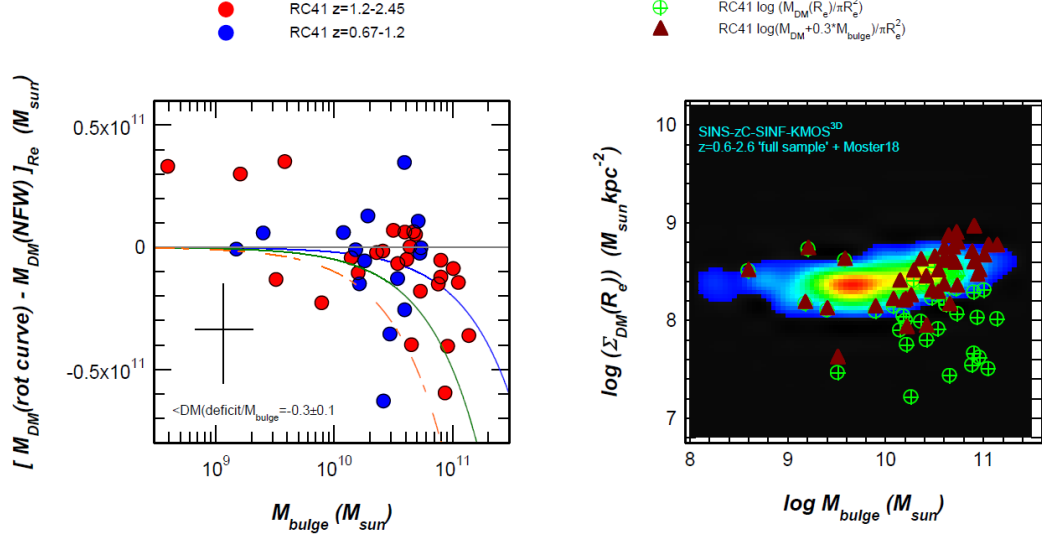 RC41 z=1.2-2.45
RC41 z=0.67-1.2
[ M_DM(rot curve) - M_DM(NFW) ]_Re (M_sun)
0.5x10^11
0
-0.5x10^11
<DM(deficit/M_bulge=-0.3±0.1
10^9
10^10
10^11
M_bulge (M_sun)
RC41 log (M_DM(R_e)/πR_e^2)
RC41 log(M_DM+0.3*M_bulge)/πR_e^2)
log (Σ_DM(R_e)) (M_sun kpc^-2)
10
9
8
7
SINS-zC-SINF-KMOS^3D
z=0.6-2.6 'full sample' + Moster18
8
9
10
11
log M_bulge (M_sun)